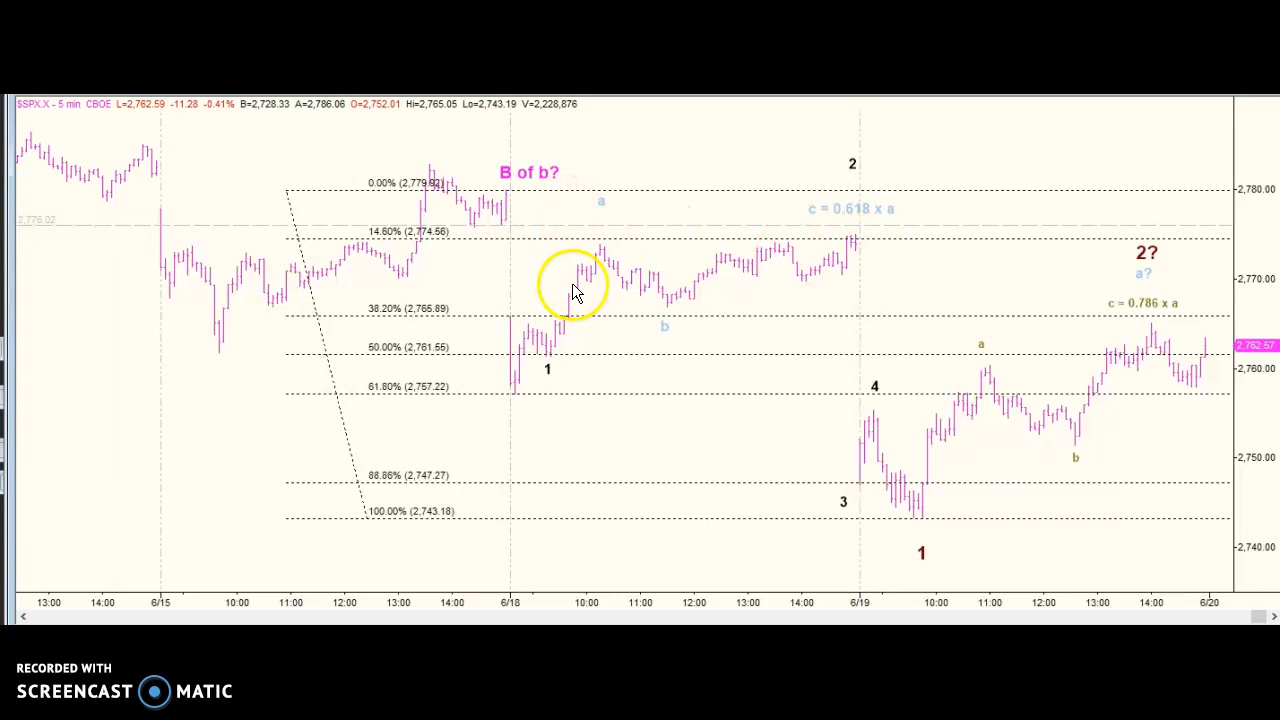 $SPX.X - 5 min CBOE L=2,762.59 -11.28 -0.41% B=2,728.33 A=2,786.06 O=2,752.01 Hi=2,765.05 Lo=2,743.19 V=2,228,876
2
B of b?
0.00% (2,779.92)
2,780.00
a
c = 0.618 x a
2,776.02
14.60% (2,774.56)
2?
a?
2,770.00
c = 0.786 x a
38.20% (2,765.89)
b
50.00% (2,761.55)
a
2,762.57
1
2,760.00
61.80% (2,757.22)
4
b
2,750.00
88.86% (2,747.27)
3
100.00% (2,743.18)
1
2,740.00
13:00 14:00 6/15 10:00 11:00 12:00 13:00 14:00 6/18 10:00 11:00 12:00 13:00 14:00 6/19 10:00 11:00 12:00 13:00 14:00 6/20
RECORDED WITH
SCREENCAST MATIC